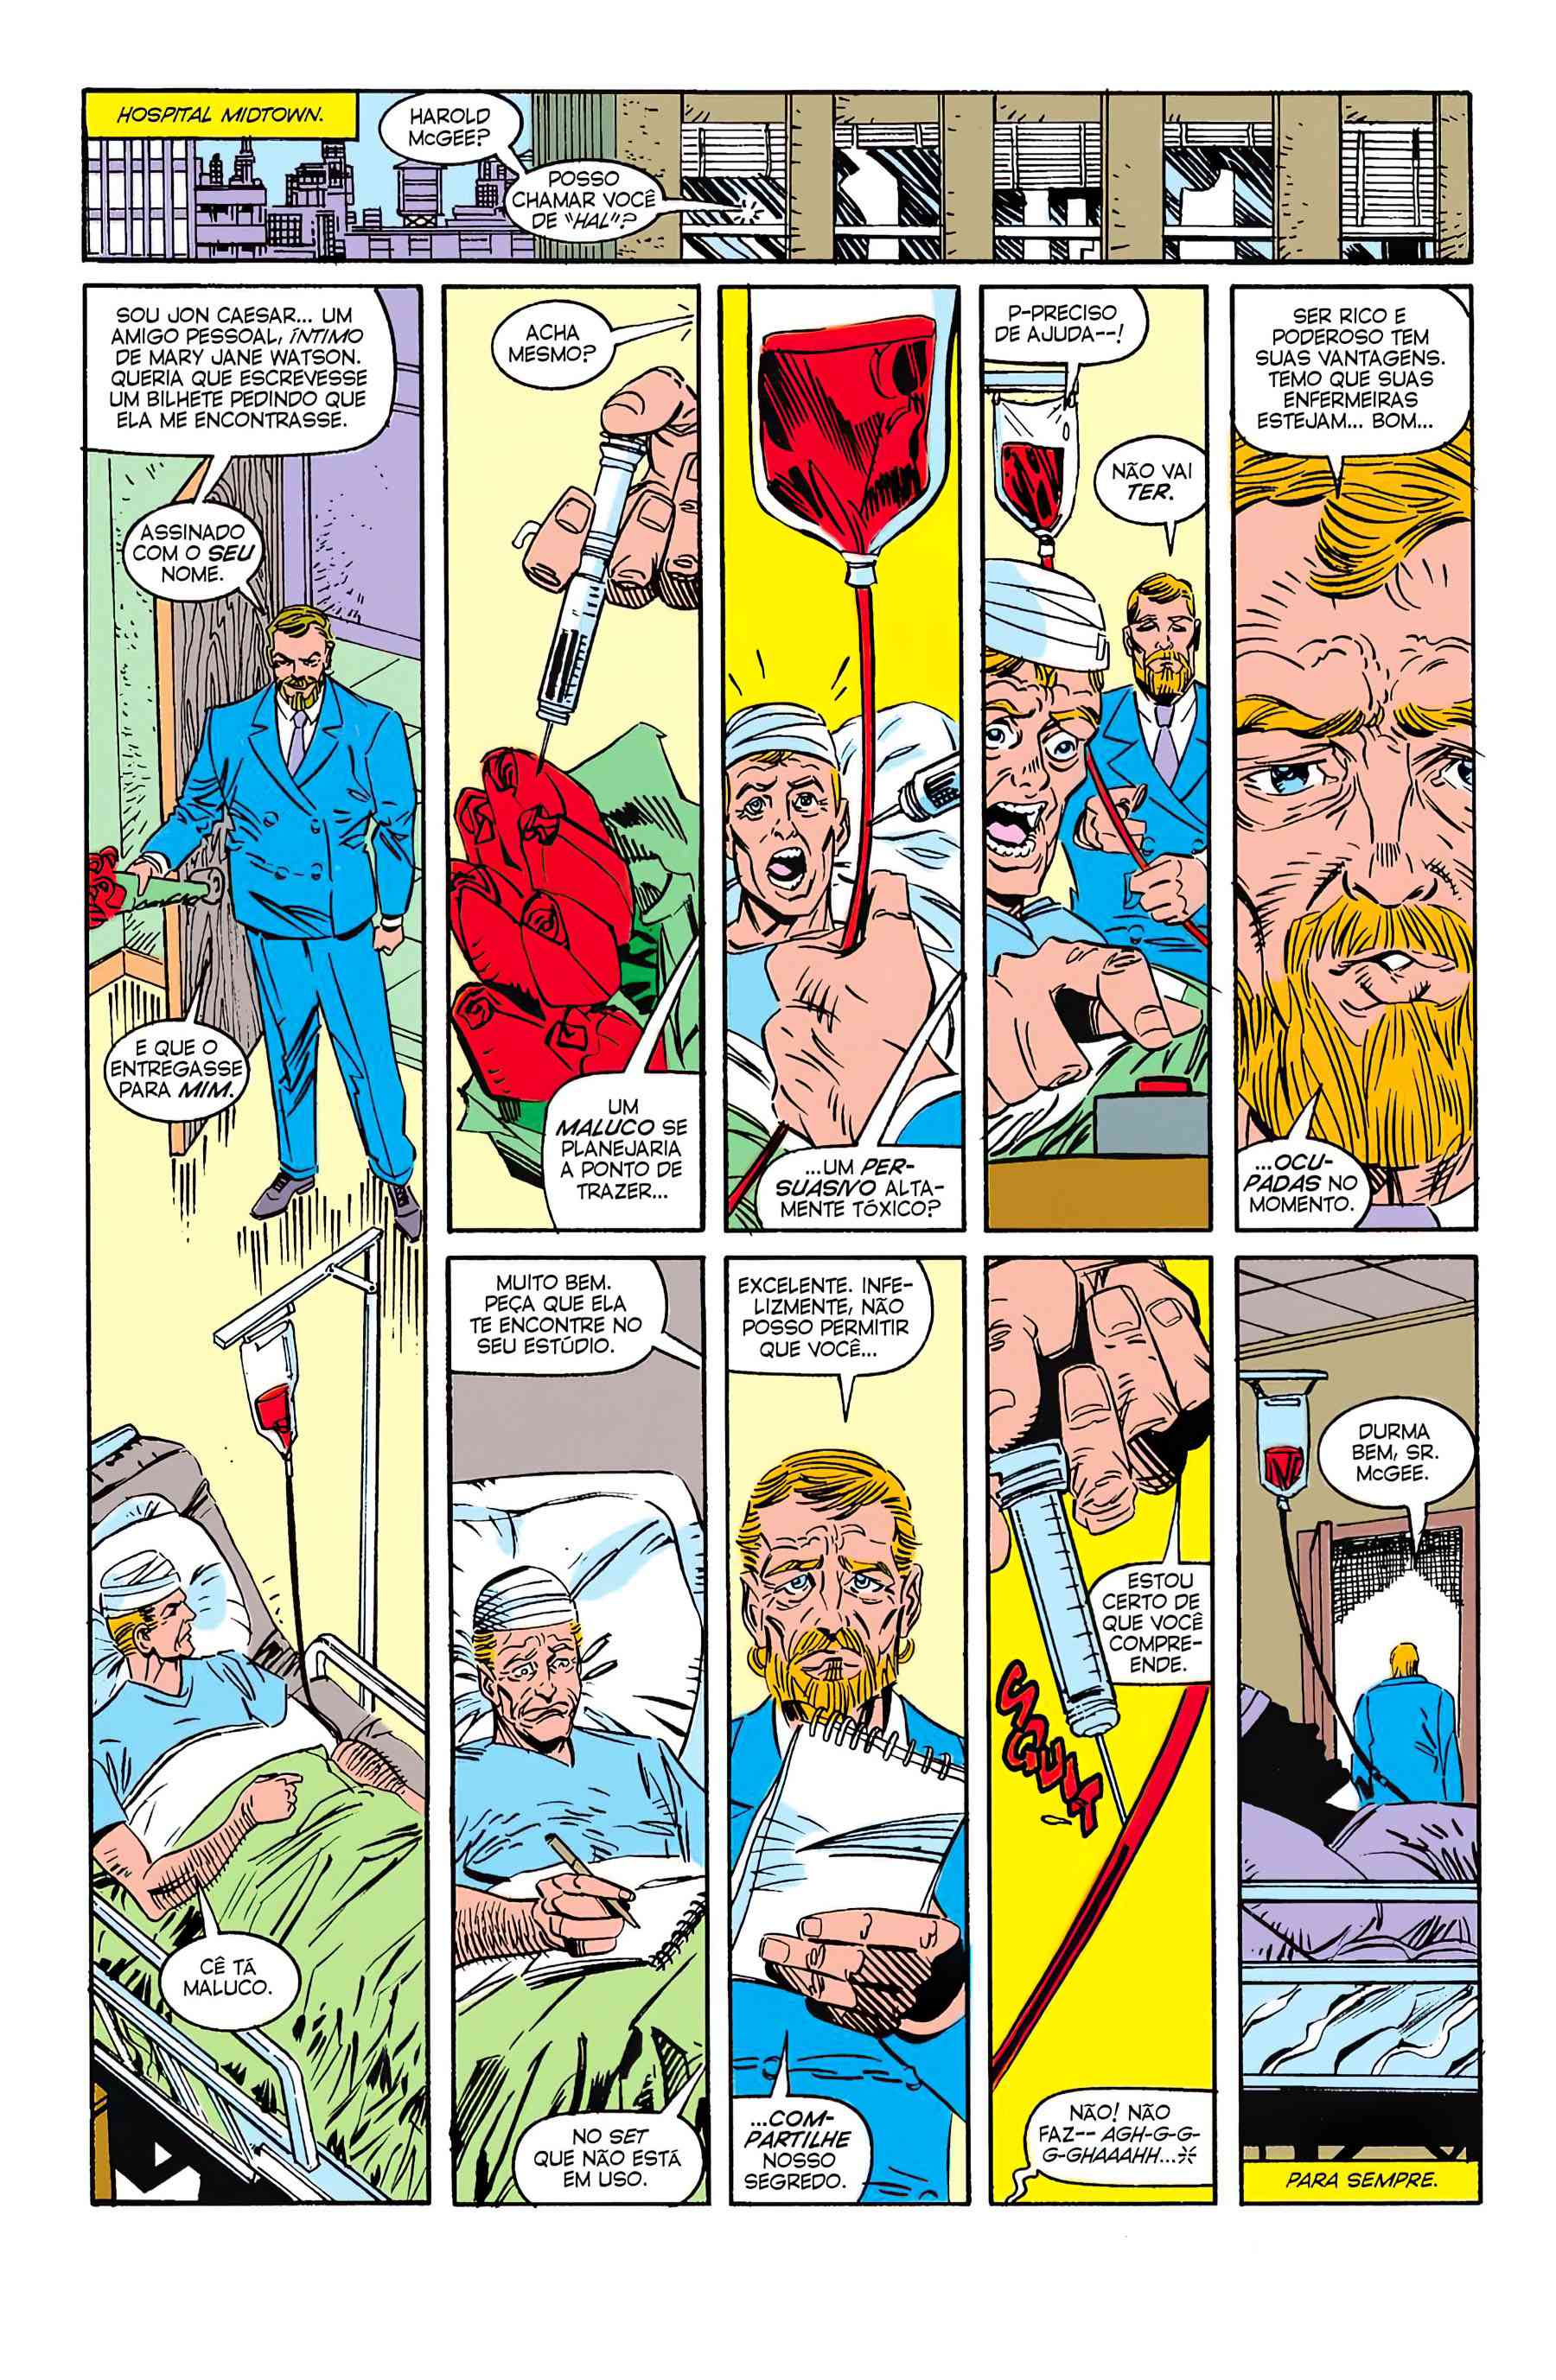 HOSPITAL MIDTOWN.
HAROLD
McGEE?
POSSO
CHAMAR VOCÊ
DE "HAL"?
SOU JON CAESAR... UM
AMIGO PESSOAL, ÍNTIMO
DE MARY JANE WATSON.
QUERIA QUE ESCREVESSE
UM BILHETE PEDINDO QUE
ELA ME ENCONTRASSE.
ASSINADO
COM O SEU
NOME.
E QUE O
ENTREGASSE
PARA MIM.
CÊ TÁ
MALUCO.
ACHA
MESMO?
UM
MALUCO SE
PLANEJARIA
A PONTO DE
TRAZER...
...UM PER-
SUASIVO ALTA-
MENTE TÓXICO?
P-PRECISO
DE AJUDA--!
NÃO VAI
TER.
SER RICO E
PODEROSO TEM
SUAS VANTAGENS.
TEMO QUE SUAS
ENFERMEIRAS
ESTEJAM... BOM...
...OCU-
PADAS NO
MOMENTO.
MUITO BEM.
PEÇA QUE ELA
TE ENCONTRE NO
SEU ESTÚDIO.
NO SET
QUE NÃO ESTÁ
EM USO.
EXCELENTE. INFE-
LIZMENTE, NÃO
POSSO PERMITIR
QUE VOCÊ...
...COM-
PARTILHE
NOSSO
SEGREDO.
ESTOU
CERTO DE
QUE VOCÊ
COMPRE-
ENDE.
SQUIT
NÃO! NÃO
FAZ-- AGH-G-G-
G-GHAAAHH...
DURMA
BEM, SR.
McGEE.
PARA SEMPRE.